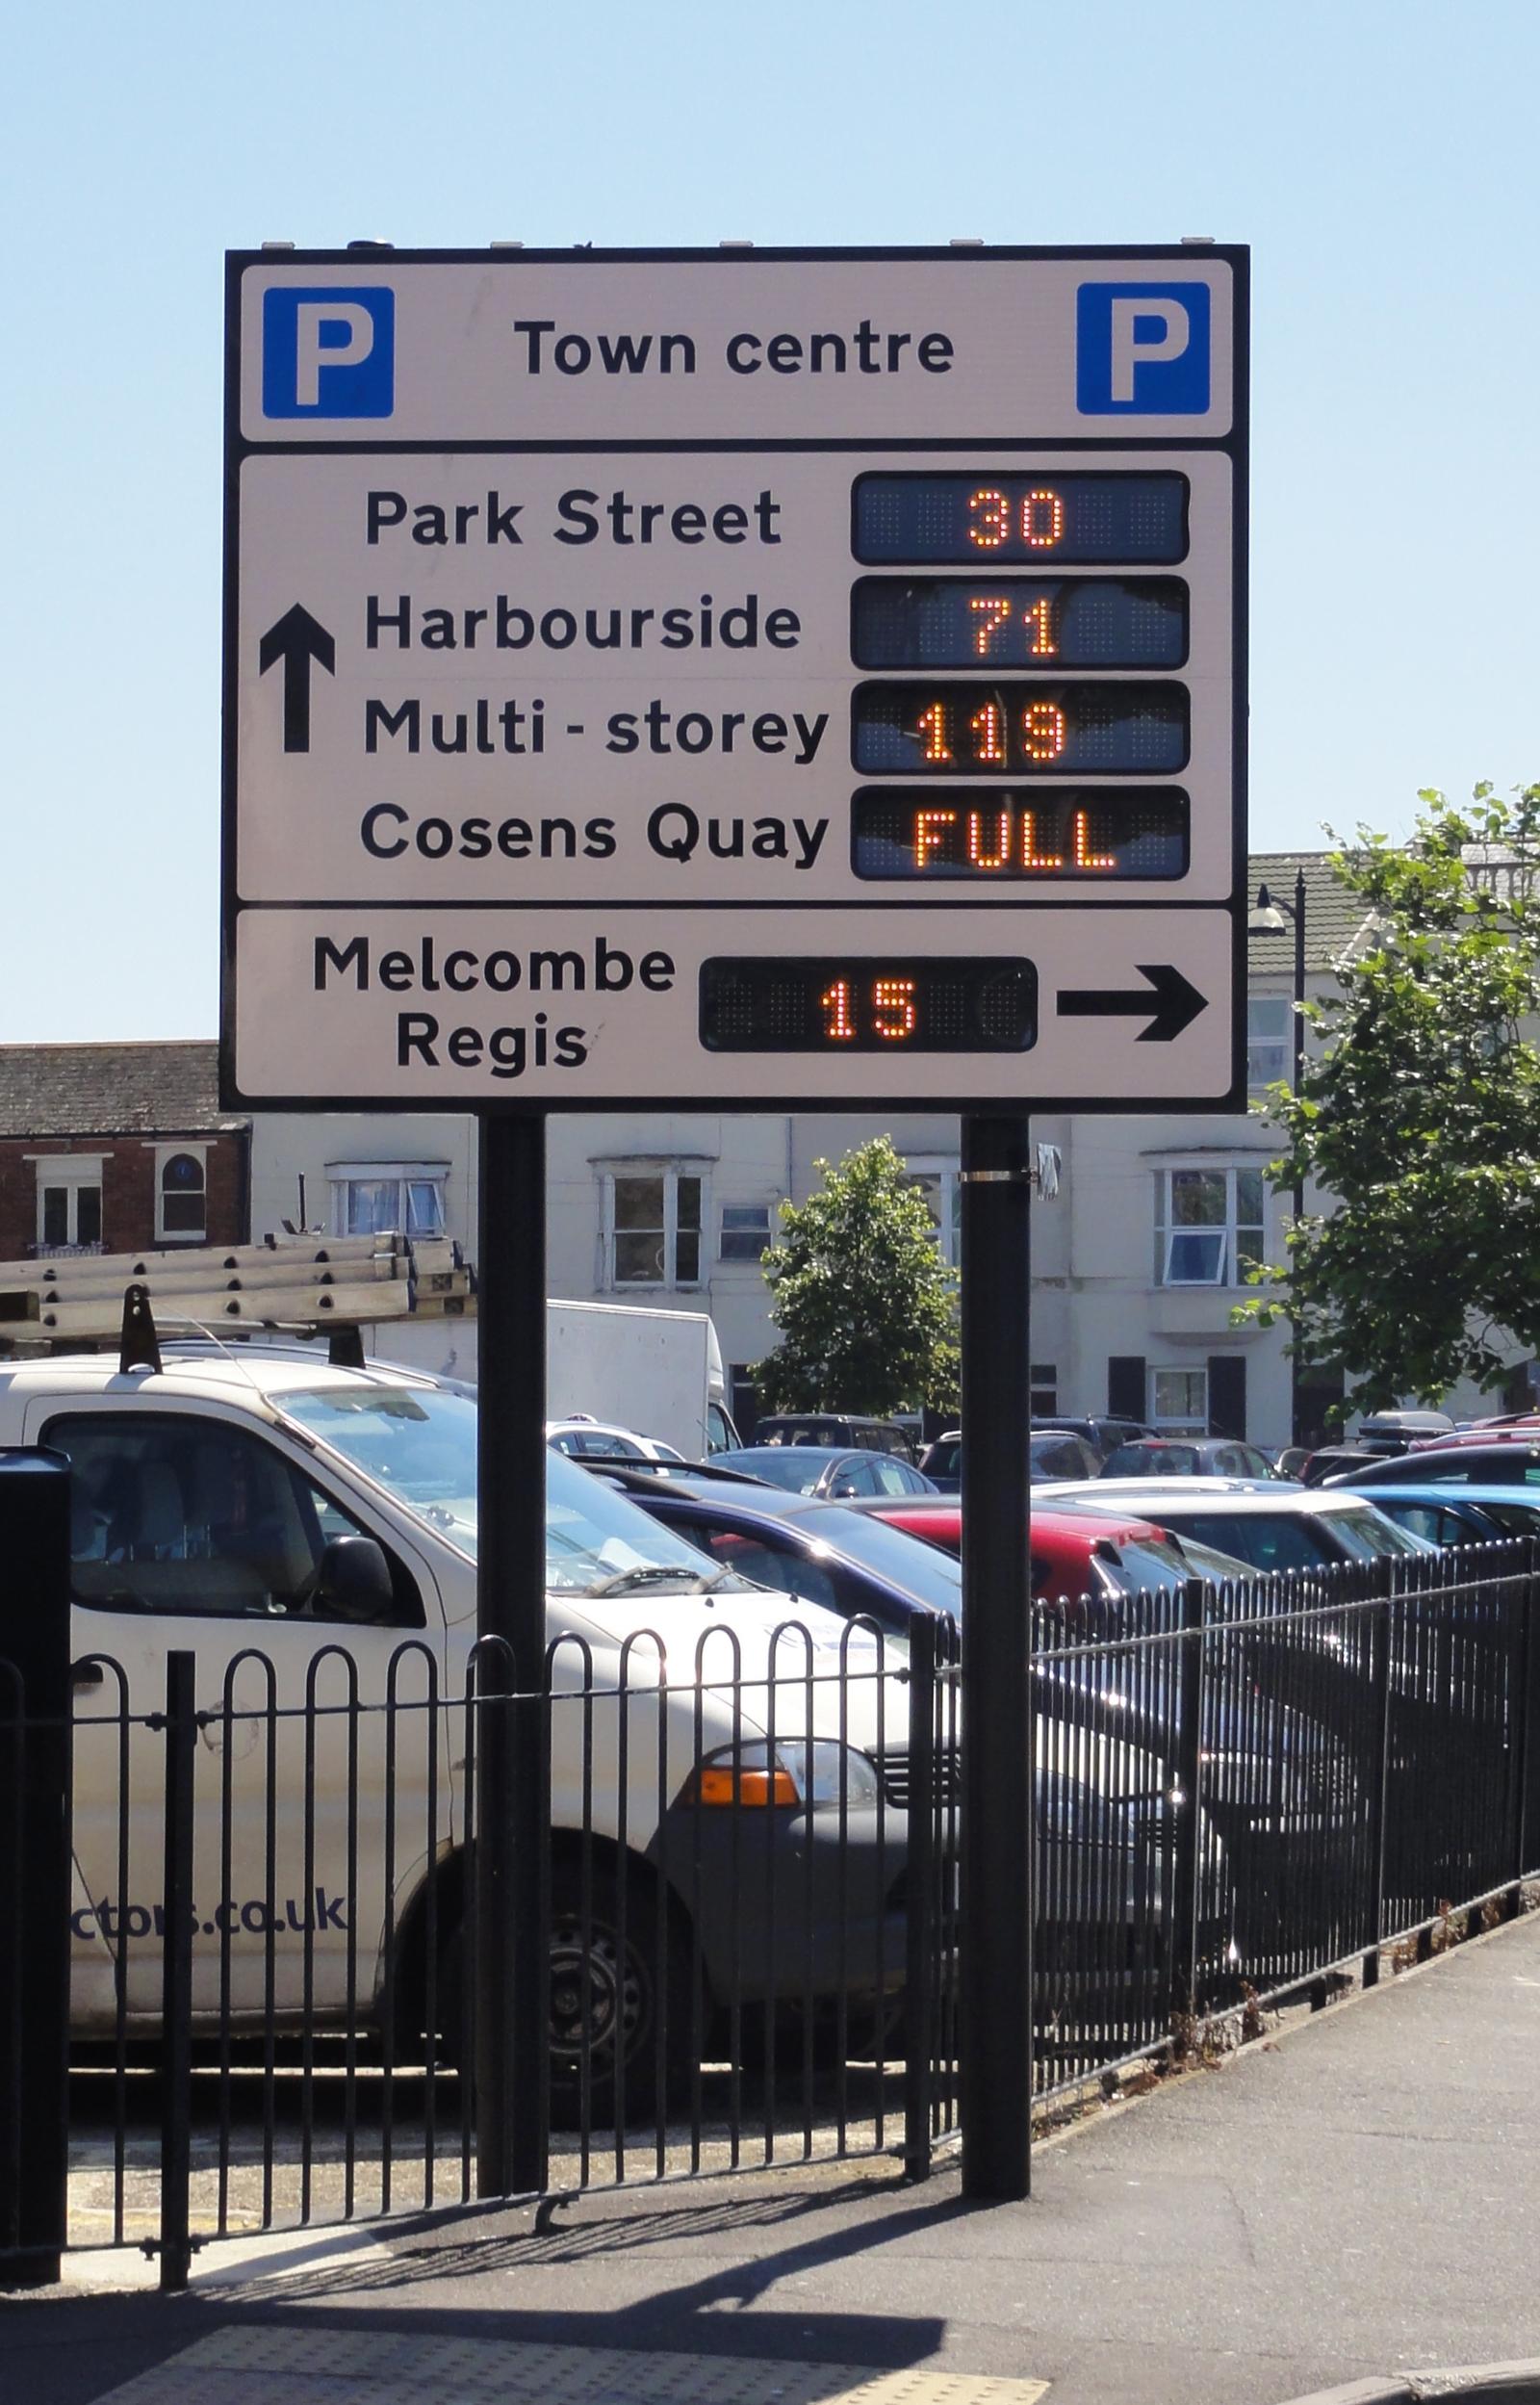 P Town centre P
Park Street 30
Harbourside 71
Multi - storey 119
Cosens Quay FULL
Melcombe
Regis 15
ctors.co.uk